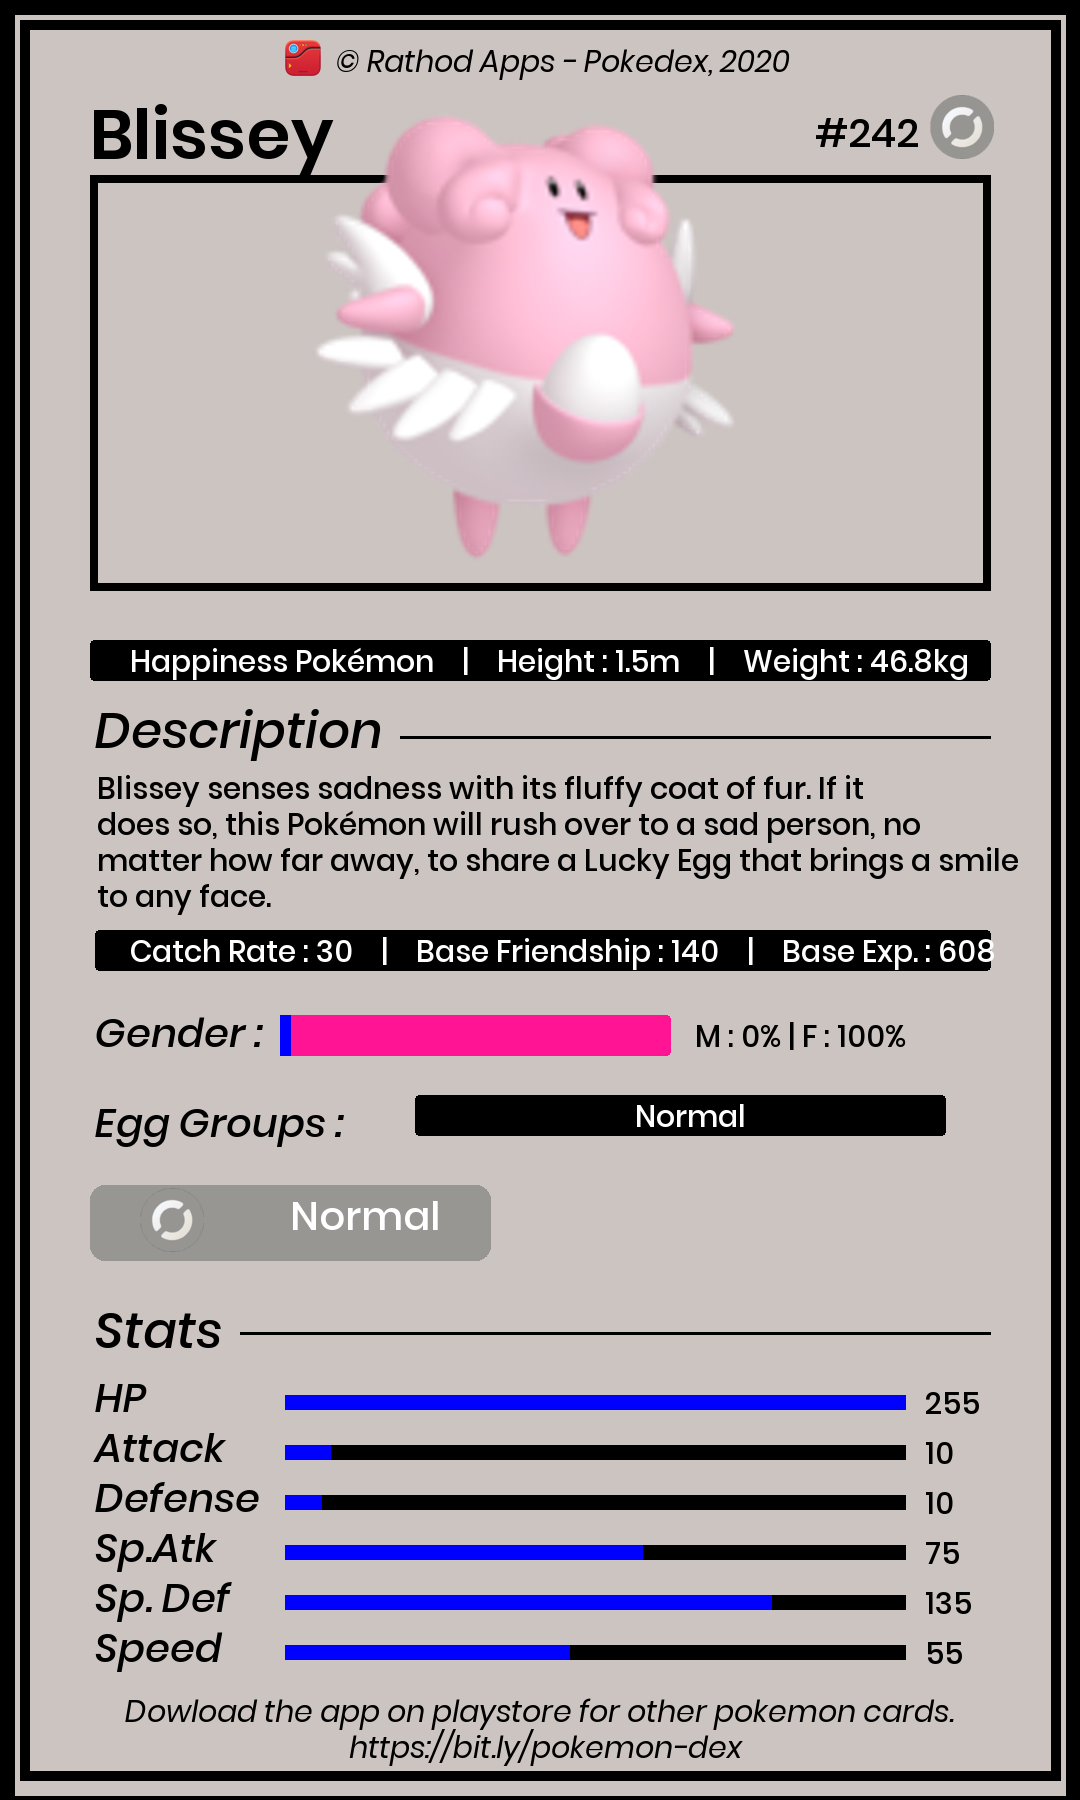 © Rathod Apps - Pokedex, 2020
Blissey
#242
Happiness Pokémon | Height : 1.5m | Weight : 46.8kg
Description
Blissey senses sadness with its fluffy coat of fur. If it
does so, this Pokémon will rush over to a sad person, no
matter how far away, to share a Lucky Egg that brings a smile
to any face.
Catch Rate : 30 | Base Friendship : 140 | Base Exp. : 608
Gender : M : 0% | F : 100%
Egg Groups : Normal
Normal
Stats
HP 255
Attack 10
Defense 10
Sp.Atk 75
Sp. Def 135
Speed 55
Dowload the app on playstore for other pokemon cards.
https://bit.ly/pokemon-dex